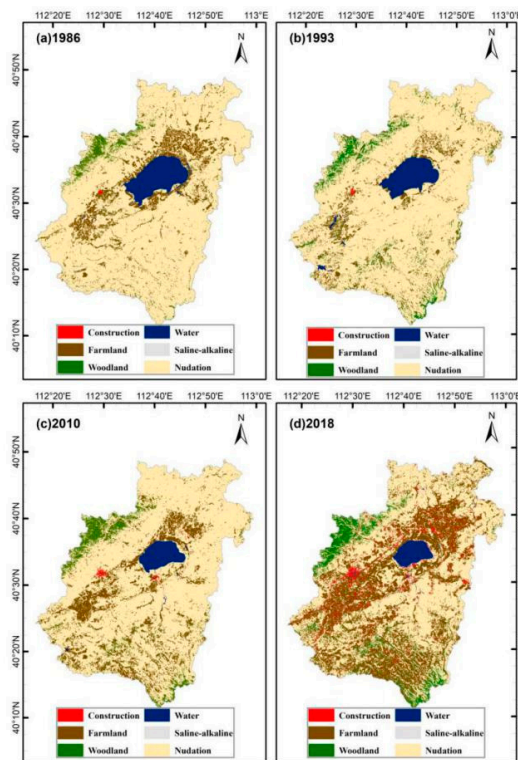 112°20'E 112°30'E 112°40'E 112°50'E 113°0'E
112°20'E 112°30'E 112°40'E 112°50'E 113°0'E
(a)1986
N
(b)1993
N
40°50'N
40°40'N
40°30'N
40°20'N
40°10'N
Construction Water
Farmland Saline-alkaline
Woodland Nudation
Construction Water
Farmland Saline-alkaline
Woodland Nudation
112°20'E 112°30'E 112°40'E 112°50'E 113°0'E
112°20'E 112°30'E 112°40'E 112°50'E 113°0'E
(c)2010
N
(d)2018
N
40°50'N
40°40'N
40°30'N
40°20'N
40°10'N
Construction Water
Farmland Saline-alkaline
Woodland Nudation
Construction Water
Farmland Saline-alkaline
Woodland Nudation